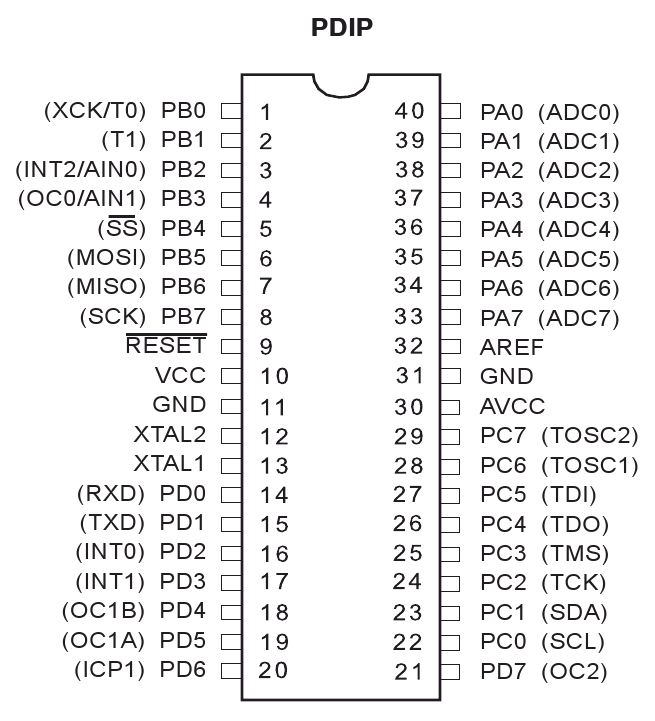 PDIP
(XCK/T0) PB0 1 40 PA0 (ADC0)
(T1) PB1 2 39 PA1 (ADC1)
(INT2/AIN0) PB2 3 38 PA2 (ADC2)
(OC0/AIN1) PB3 4 37 PA3 (ADC3)
(S̅S̅) PB4 5 36 PA4 (ADC4)
(MOSI) PB5 6 35 PA5 (ADC5)
(MISO) PB6 7 34 PA6 (ADC6)
(SCK) PB7 8 33 PA7 (ADC7)
R̅E̅S̅E̅T̅ 9 32 AREF
VCC 10 31 GND
GND 11 30 AVCC
XTAL2 12 29 PC7 (TOSC2)
XTAL1 13 28 PC6 (TOSC1)
(RXD) PD0 14 27 PC5 (TDI)
(TXD) PD1 15 26 PC4 (TDO)
(INT0) PD2 16 25 PC3 (TMS)
(INT1) PD3 17 24 PC2 (TCK)
(OC1B) PD4 18 23 PC1 (SDA)
(OC1A) PD5 19 22 PC0 (SCL)
(ICP1) PD6 20 21 PD7 (OC2)